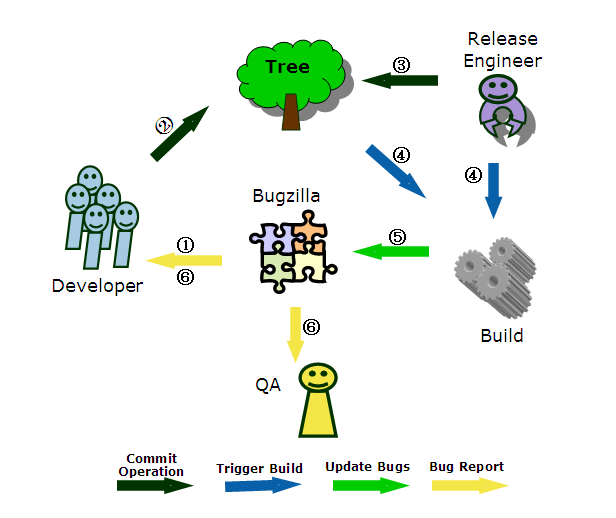 Release
Engineer
Tree
③
②
④
④
Bugzilla
①
⑤
⑥
Developer
Build
⑥
QA
Commit
Operation
Trigger Build
Update Bugs
Bug Report